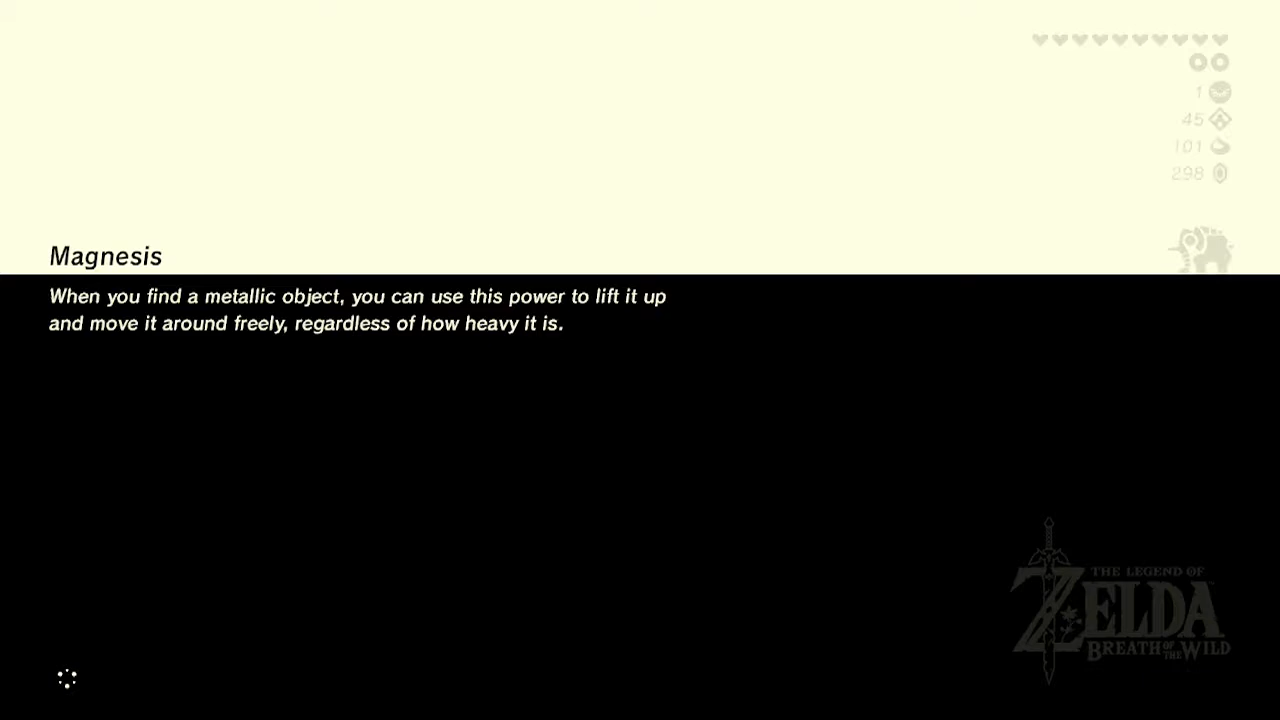 1
45
101
298
Magnesis
When you find a metallic object, you can use this power to lift it up
and move it around freely, regardless of how heavy it is.
THE LEGEND OF
ZELDA
BREATH OF THE WILD